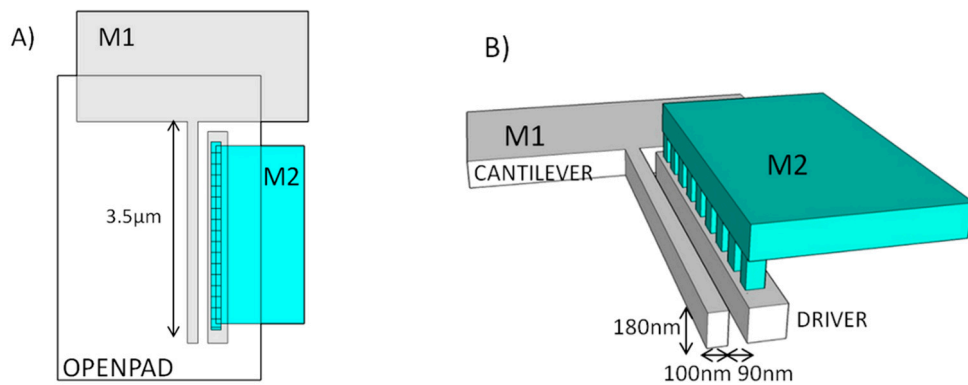 A)
M1
M2
3.5µm
OPENPAD
B)
M1
M2
CANTILEVER
DRIVER
180nm
100nm
90nm